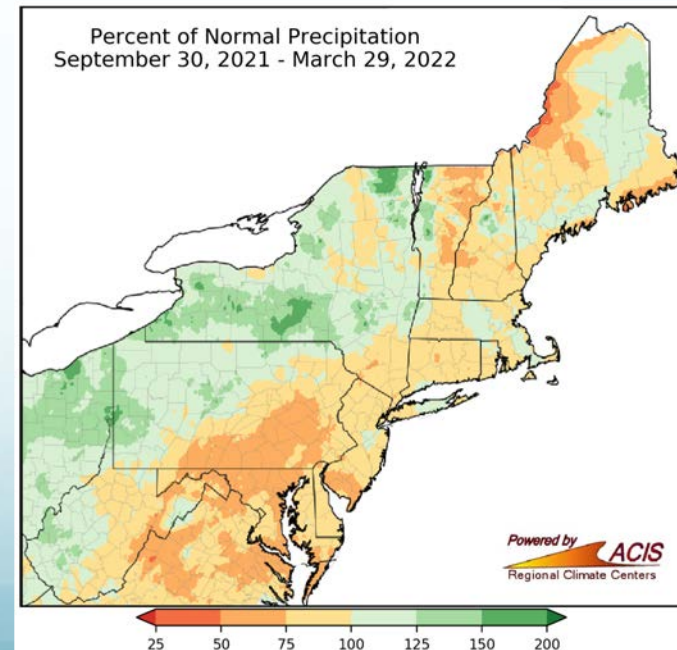 Percent of Normal Precipitation
September 30, 2021 - March 29, 2022
Powered by
ACIS
Regional Climate Centers
25 50 75 100 125 150 200